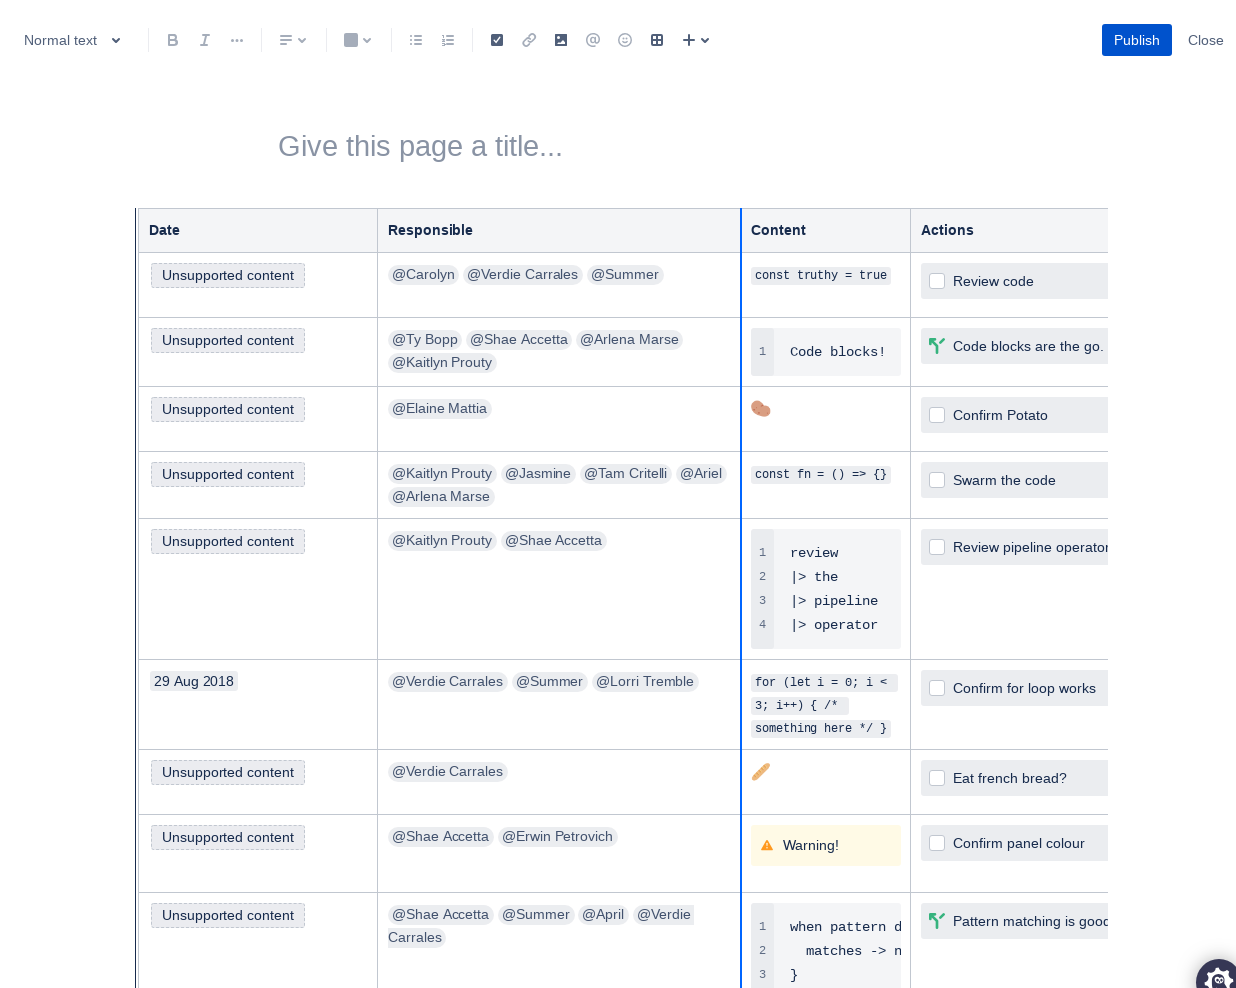 Normal text
Publish
Close
Give this page a title...
Date Responsible Content Actions
Unsupported content @Carolyn @Verdie Carrales @Summer const truthy = true Review code
Unsupported content @Ty Bopp @Shae Accetta @Arlena Marse 1 Code blocks! Code blocks are the go.
@Kaitlyn Prouty
Unsupported content @Elaine Mattia Confirm Potato
Unsupported content @Kaitlyn Prouty @Jasmine @Tam Critelli @Ariel const fn = () => {} Swarm the code
@Arlena Marse
Unsupported content @Kaitlyn Prouty @Shae Accetta 1 review Review pipeline operator
2 |> the
3 |> pipeline
4 |> operator
29 Aug 2018 @Verdie Carrales @Summer @Lorri Tremble for (let i = 0; i < Confirm for loop works
3; i++) { /*
something here */ }
Unsupported content @Verdie Carrales Eat french bread?
Unsupported content @Shae Accetta @Erwin Petrovich Warning! Confirm panel colour
Unsupported content @Shae Accetta @Summer @April @Verdie 1 when pattern d Pattern matching is good
Carrales 2 matches -> n
3 }